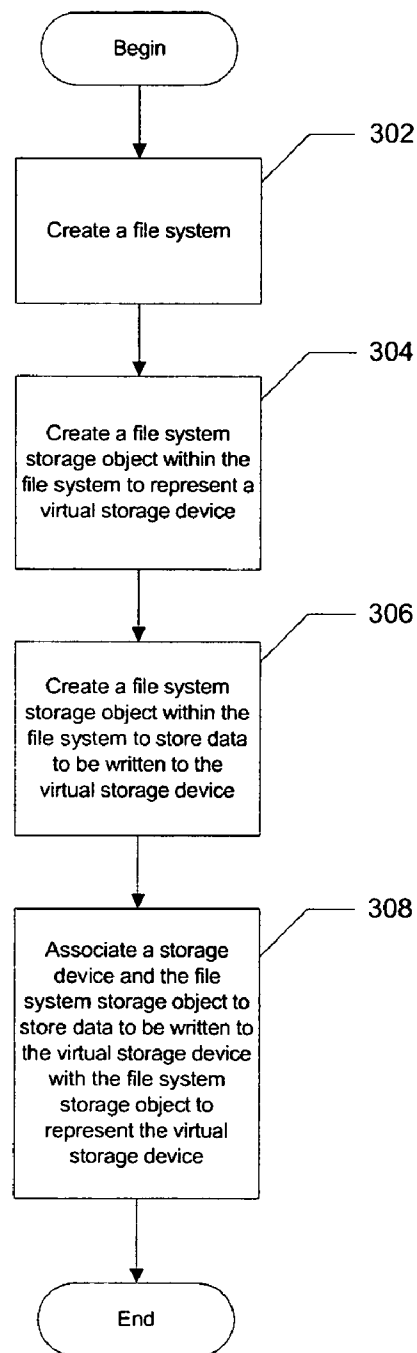 Begin
302
Create a file system
304
Create a file system
storage object within the
file system to represent a
virtual storage device
306
Create a file system
storage object within the
file system to store data
to be written to the
virtual storage device
308
Associate a storage
device and the file
system storage object to
store data to be written to
the virtual storage device
with the file system
storage object to
represent the virtual
storage device
End